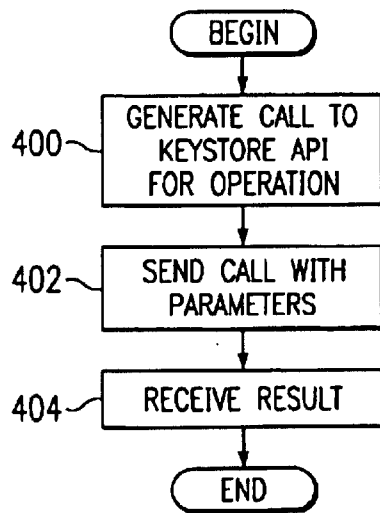 BEGIN
400
GENERATE CALL TO
KEYSTORE API
FOR OPERATION
402
SEND CALL WITH
PARAMETERS
404
RECEIVE RESULT
END